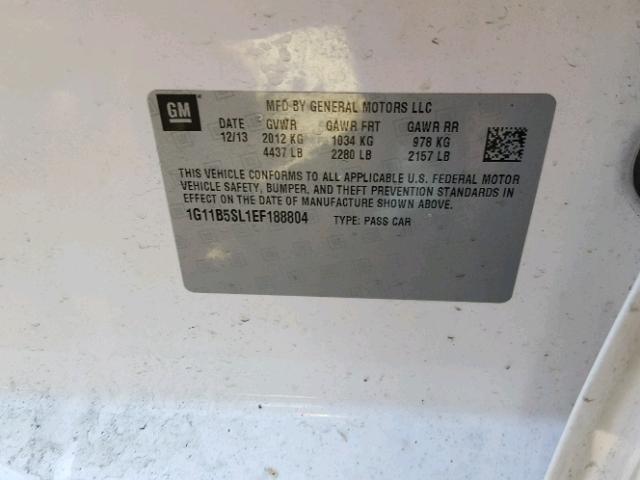 GM
MFD BY GENERAL MOTORS LLC
DATE GVWR GAWR FRT GAWR RR
12/13 2012 KG 1034 KG 978 KG
4437 LB 2280 LB 2157 LB
THIS VEHICLE CONFORMS TO ALL APPLICABLE U.S. FEDERAL MOTOR
VEHICLE SAFETY, BUMPER, AND THEFT PREVENTION STANDARDS IN
EFFECT ON THE DATE OF MANUFACTURE SHOWN ABOVE.
1G11B5SL1EF188804 TYPE: PASS CAR